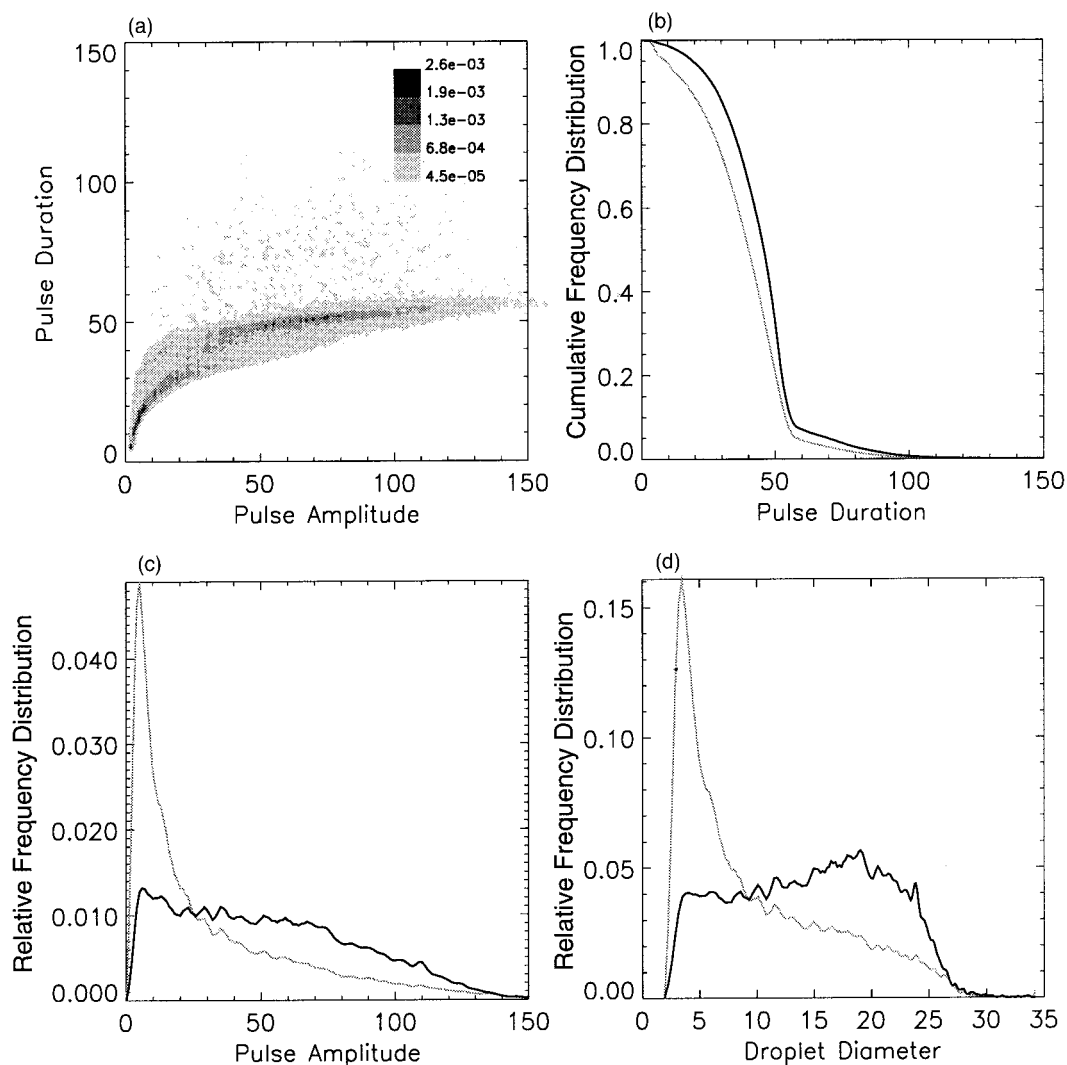 (a)
150
100
50
0
Pulse Duration
2.6e-03
1.9e-03
1.3e-03
6.8e-04
4.5e-05
0 50 100 150
Pulse Amplitude
(b)
1.0
0.8
0.6
0.4
0.2
0.0
Cumulative Frequency Distribution
0 50 100 150
Pulse Duration
(c)
0.040
0.030
0.020
0.010
0.000
Relative Frequency Distribution
0 50 100 150
Pulse Amplitude
(d)
0.15
0.10
0.05
0.00
Relative Frequency Distribution
0 5 10 15 20 25 30 35
Droplet Diameter